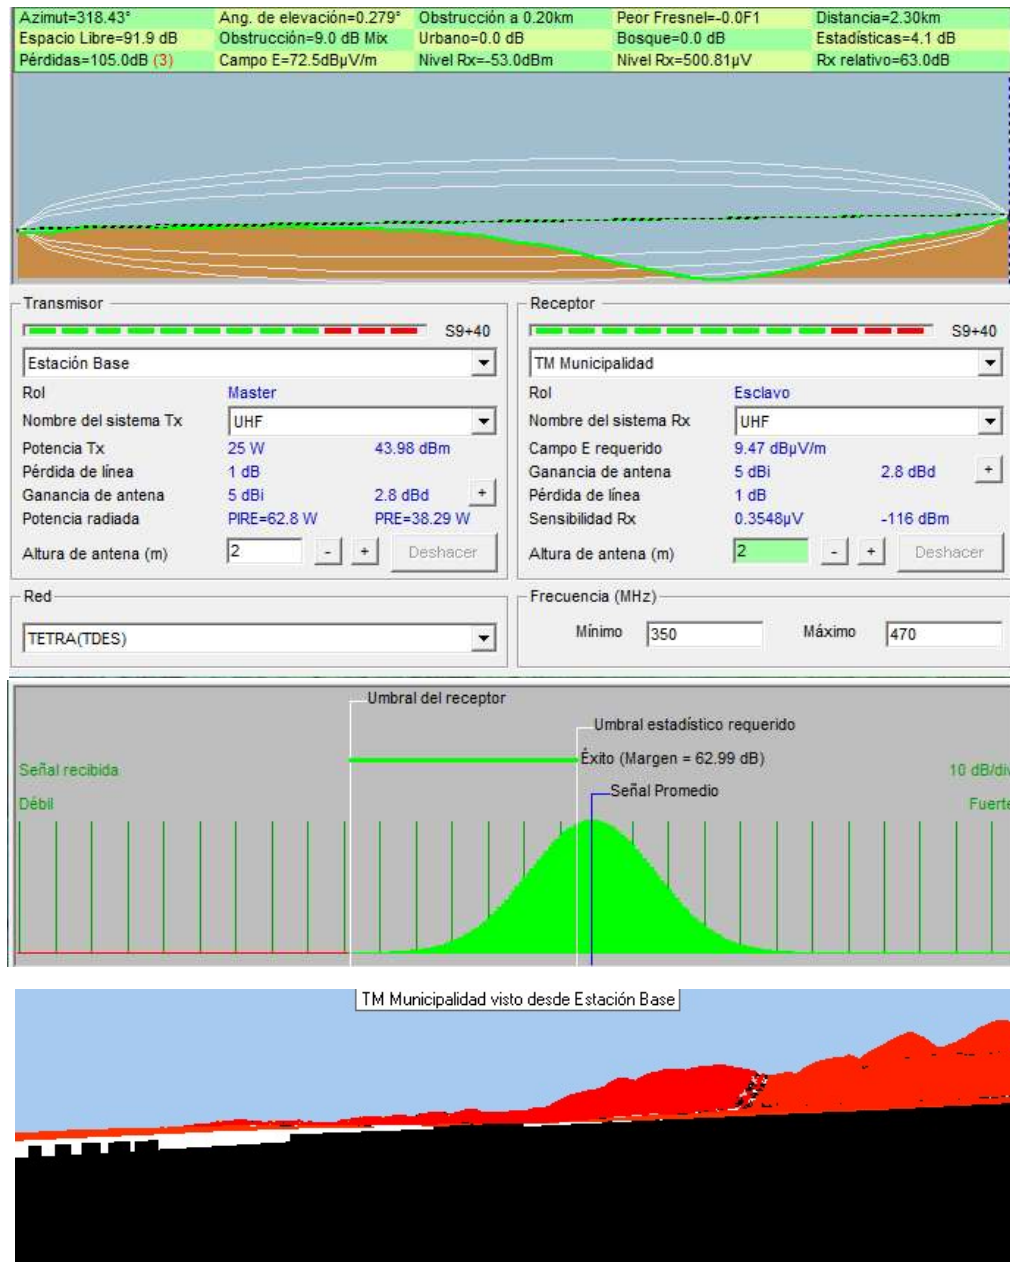 Azimut=318.43° Ang. de elevación=0.279° Obstrucción a 0.20km Peor Fresnel=-0.0F1 Distancia=2.30km
Espacio Libre=91.9 dB Obstrucción=9.0 dB Mix Urbano=0.0 dB Bosque=0.0 dB Estadísticas=4.1 dB
Pérdidas=105.0dB (3) Campo E=72.5dBµV/m Nivel Rx=-53.0dBm Nivel Rx=500.81µV Rx relativo=63.0dB
Transmisor
S9+40
Estación Base
Rol Master
Nombre del sistema Tx UHF
Potencia Tx 25 W 43.98 dBm
Pérdida de línea 1 dB
Ganancia de antena 5 dBi 2.8 dBd +
Potencia radiada PIRE=62.8 W PRE=38.29 W
Altura de antena (m) 2 - + Deshacer
Red
TETRA(TDES)
Receptor
S9+40
TM Municipalidad
Rol Esclavo
Nombre del sistema Rx UHF
Campo E requerido 9.47 dBµV/m
Ganancia de antena 5 dBi 2.8 dBd +
Pérdida de línea 1 dB
Sensibilidad Rx 0.3548µV -116 dBm
Altura de antena (m) 2 - + Deshacer
Frecuencia (MHz)
Mínimo 350 Máximo 470
Umbral del receptor
Umbral estadístico requerido
Éxito (Margen = 62.99 dB)
Señal recibida 10 dB/div
Señal Promedio
Débil Fuerte
TM Municipalidad visto desde Estación Base